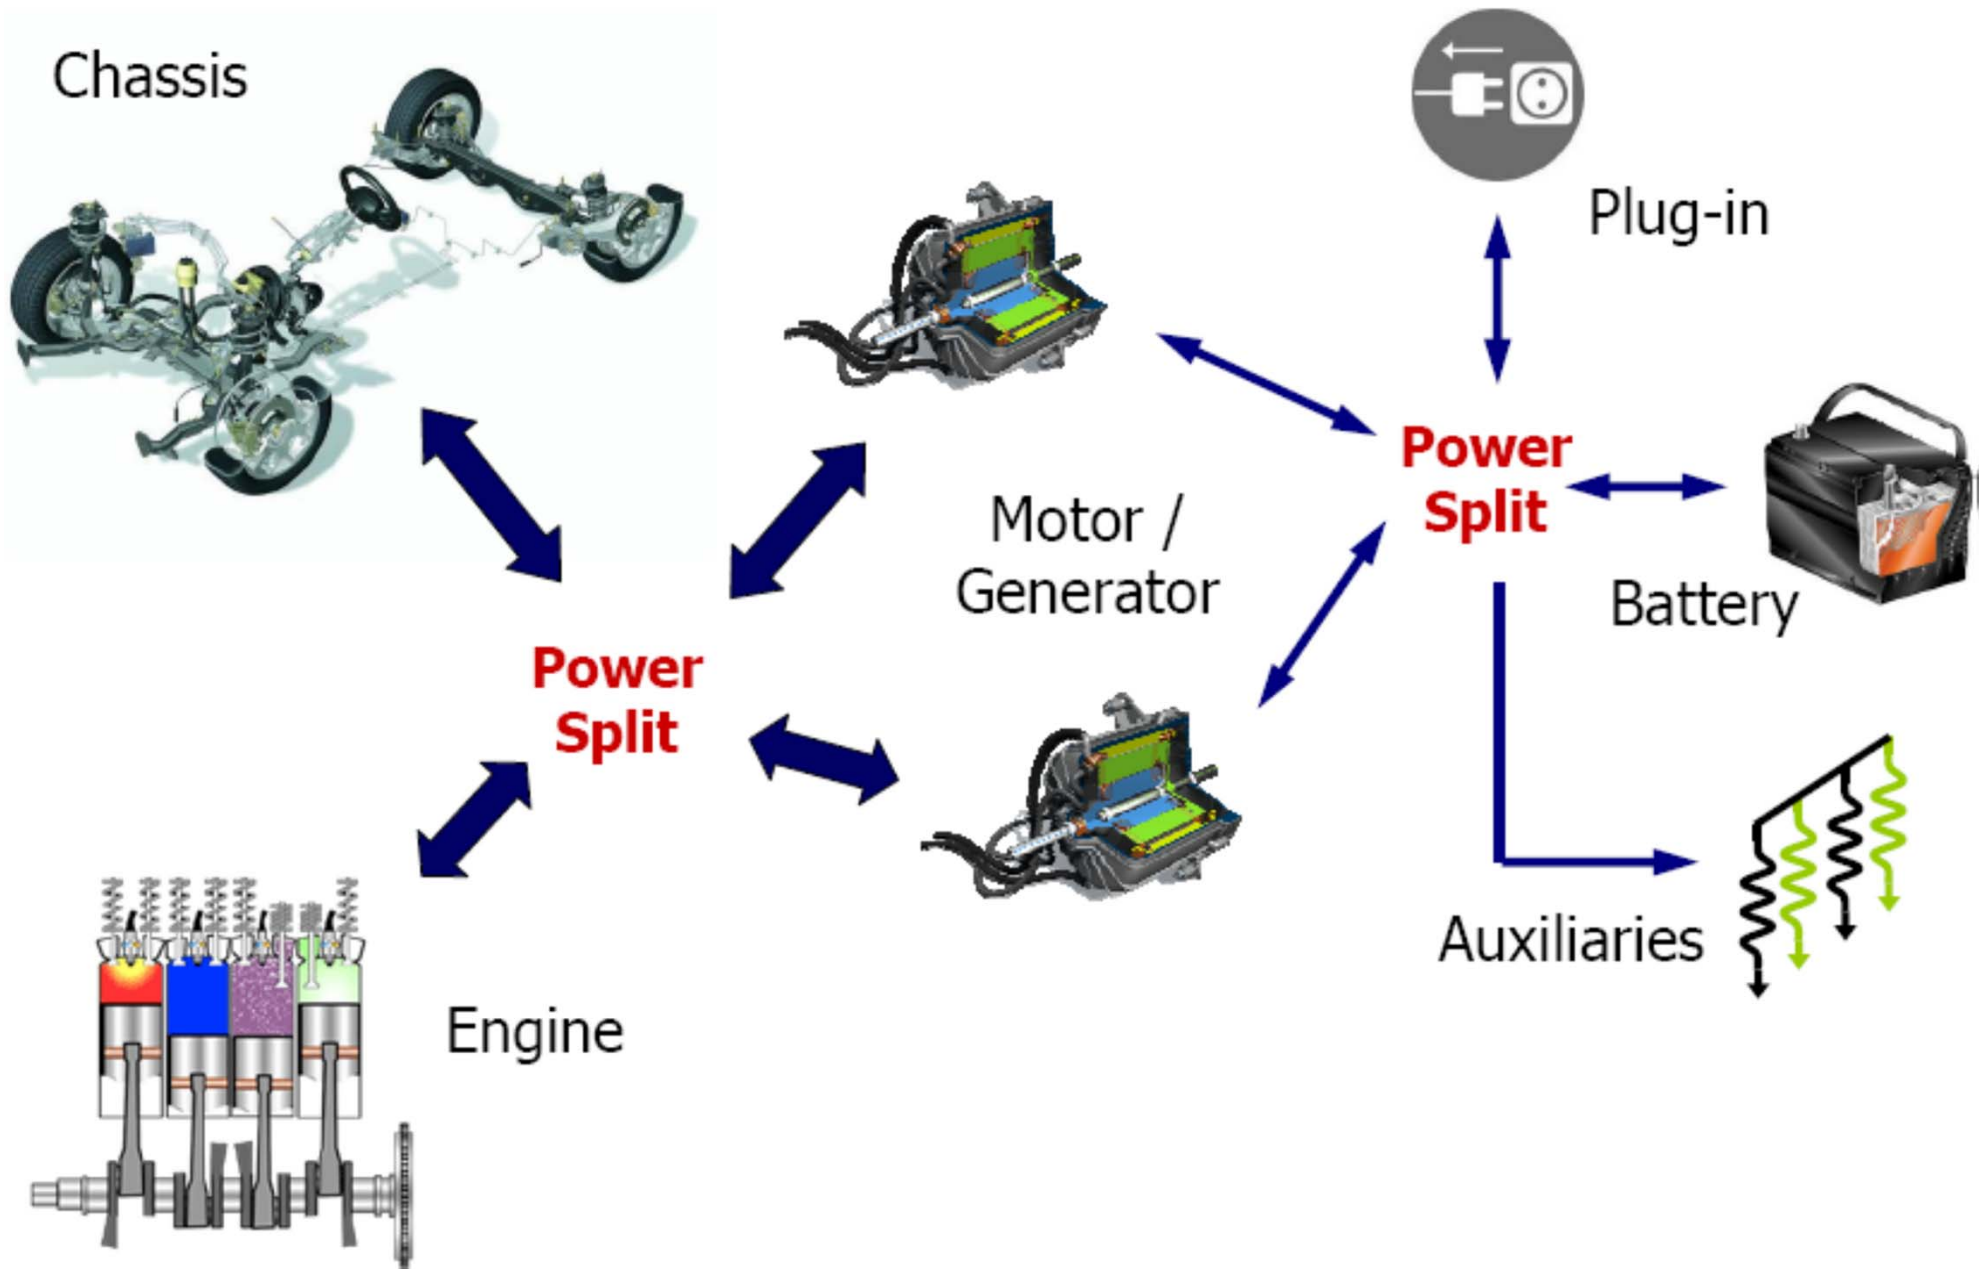 Chassis
Plug-in
Power
Split
Motor /
Generator
Battery
Power
Split
Auxiliaries
Engine